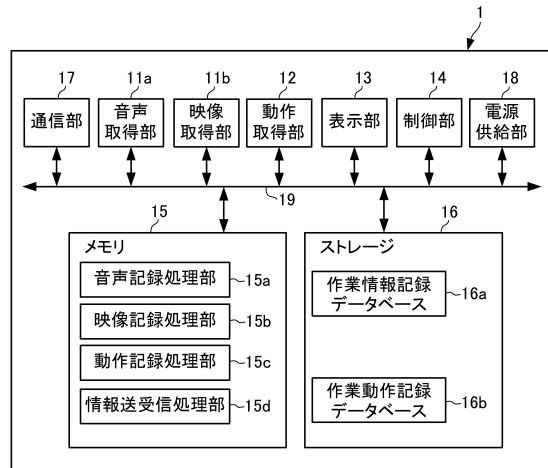 1
17
11a
11b
12
13
14
18
通信部
音声
取得部
映像
取得部
動作
取得部
表示部
制御部
電源
供給部
19
15
16
メモリ
音声記録処理部
15a
映像記録処理部
15b
動作記録処理部
15c
情報送受信処理部
15d
ストレージ
作業情報記録
データベース
16a
作業動作記録
データベース
16b